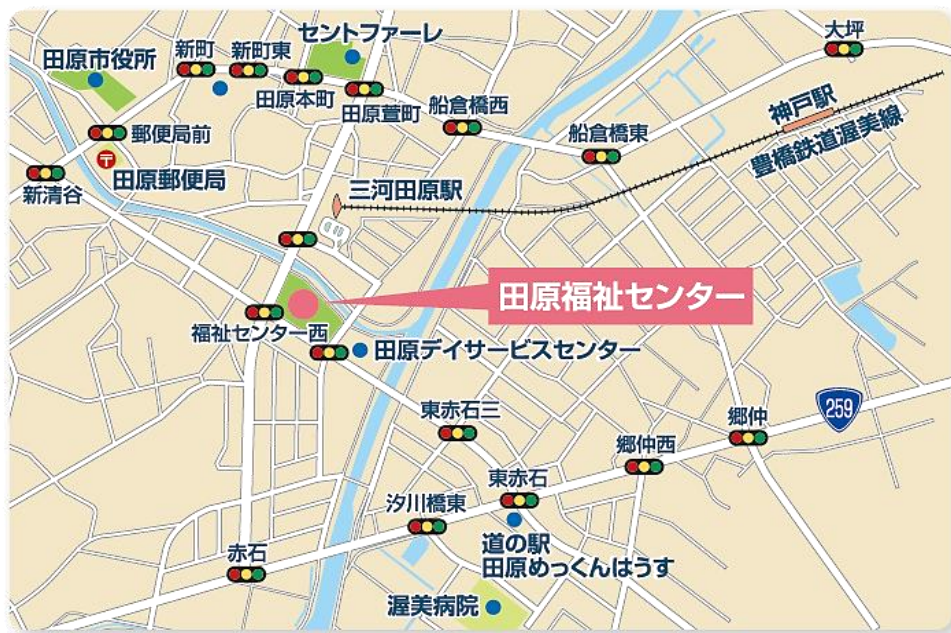 セントファーレ
大坪
田原市役所
新町
新町東
田原本町
田原萱町
船倉橋西
神戸駅
郵便局前
船倉橋東
豊橋鉄道渥美線
〒
田原郵便局
新清谷
三河田原駅
田原福祉センター
福祉センター西
田原デイサービスセンター
259
東赤石三
郷仲
郷仲西
東赤石
汐川橋東
道の駅
田原めっくんはうす
赤石
渥美病院